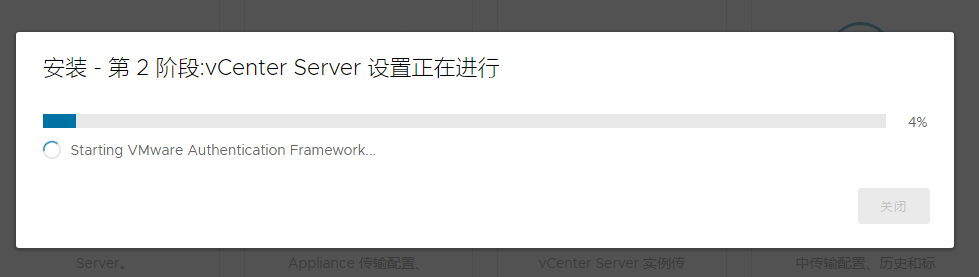 安装 - 第 2 阶段:vCenter Server 设置正在进行
4%
Starting VMware Authentication Framework...
关闭
Server。 Appliance 传输配置、 vCenter Server 实例传 中传输配置、历史和标